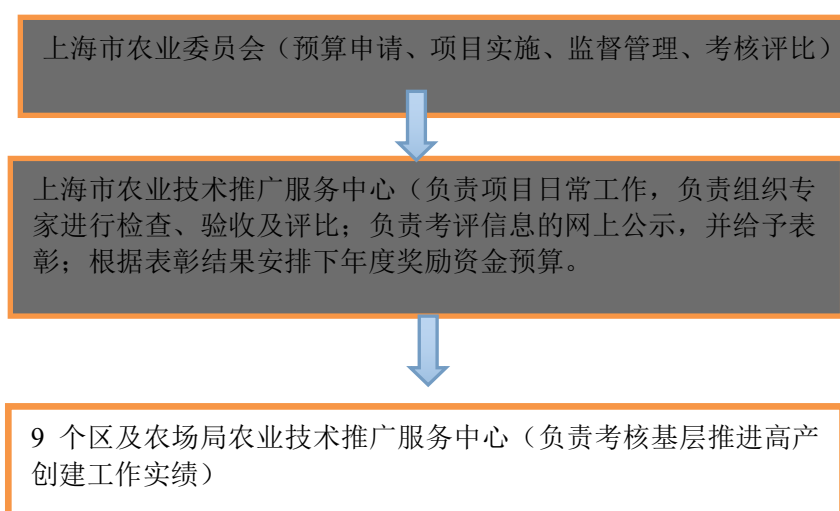 上海市农业委员会（预算申请、项目实施、监督管理、考核评比）
上海市农业技术推广服务中心（负责项目日常工作，负责组织专
家进行检查、验收及评比；负责考评信息的网上公示，并给予表
彰；根据表彰结果安排下年度奖励资金预算。
9 个区及农场局农业技术推广服务中心（负责考核基层推进高产
创建工作实绩）